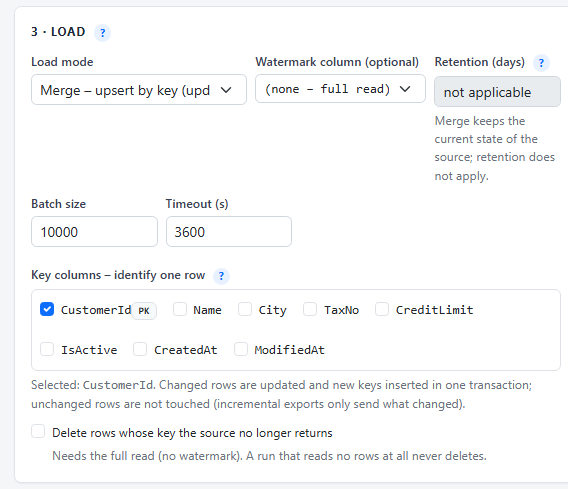 3 · LOAD ?
Load mode
Watermark column (optional)
Retention (days) ?
Merge – upsert by key (upd
(none – full read)
not applicable
Merge keeps the
current state of the
source; retention does
not apply.
Batch size
Timeout (s)
10000
3600
Key columns – identify one row ?
CustomerId PK Name City TaxNo CreditLimit
IsActive CreatedAt ModifiedAt
Selected: CustomerId. Changed rows are updated and new keys inserted in one transaction;
unchanged rows are not touched (incremental exports only send what changed).
Delete rows whose key the source no longer returns
Needs the full read (no watermark). A run that reads no rows at all never deletes.